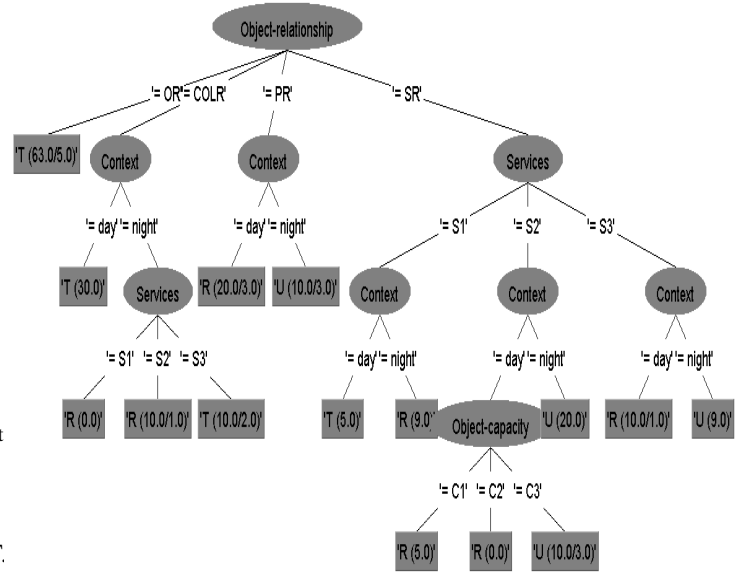 Object-relationship
'= OR' '= COLR' '= PR' '= SR'
'T (63.0/5.0)' Context Context Services
'= day' '= night' '= day' '= night' '= S1' '= S2' '= S3'
'T (30.0)' Services 'R (20.0/3.0)' 'U (10.0/3.0)' Context Context Context
'= S1' '= S2' '= S3' '= day' '= night' '= day' '= night' '= day' '= night'
'R (0.0)' 'R (10.0/1.0)' 'T (10.0/2.0)' 'T (5.0)' 'R (9.0)' Object-capacity 'U (20.0)' 'R (10.0/1.0)' 'U (9.0)'
t
'= C1' '= C2' '= C3'
'R (5.0)' 'R (0.0)' 'U (10.0/3.0)'